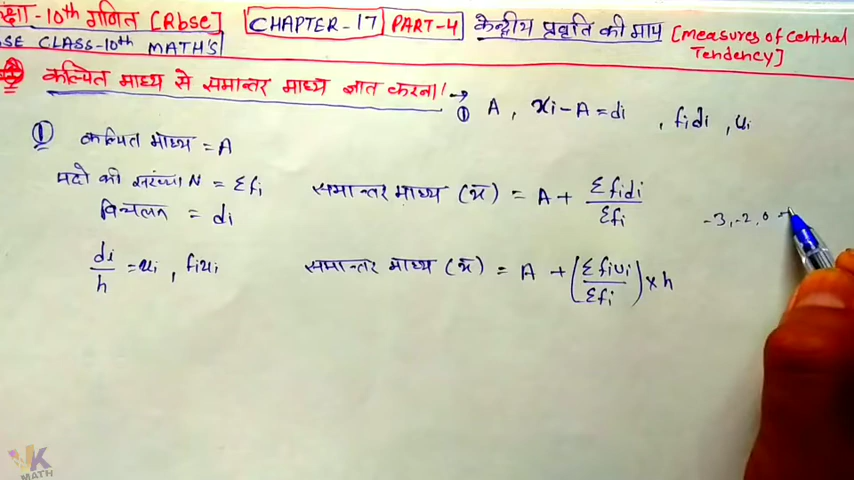 कक्षा-10th गणित [Rbse] CHAPTER-17 PART-4 केन्द्रीय प्रवृति की माप [Measures of Central Tendency]
BSE CLASS-10th MATH'S
कल्पित माध्य से समान्तर माध्य ज्ञात करना! → ① A, xi-A=di, fidi, ui
① कल्पित माध्य = A
पदो की संख्या N = Σfi
समान्तर माध्य (x̄) = A + Σfidi/Σfi
विचलन = di
-3, -2, 0
di/h = ui, fiui
समान्तर माध्य (x̄) = A + (Σfiui/Σfi) × h
VK
MATH